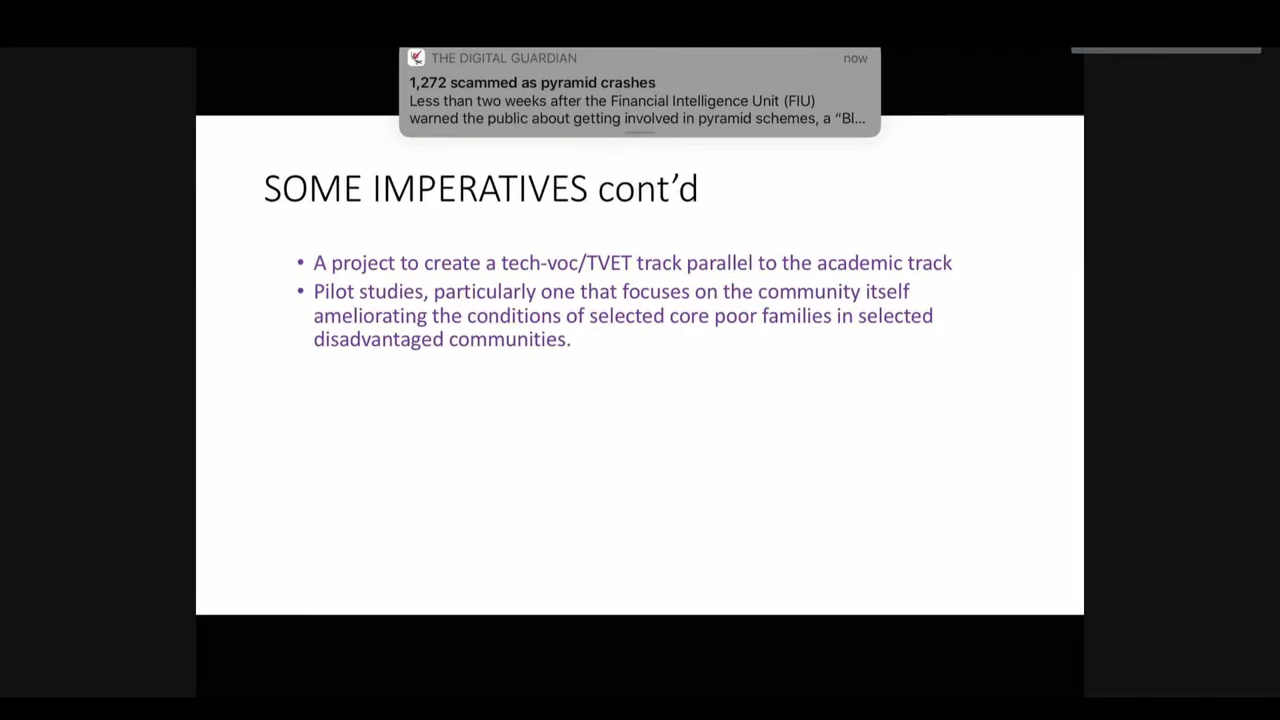 THE DIGITAL GUARDIAN now
1,272 scammed as pyramid crashes
Less than two weeks after the Financial Intelligence Unit (FIU)
warned the public about getting involved in pyramid schemes, a “Bl...
SOME IMPERATIVES cont’d
• A project to create a tech-voc/TVET track parallel to the academic track
• Pilot studies, particularly one that focuses on the community itself
ameliorating the conditions of selected core poor families in selected
disadvantaged communities.